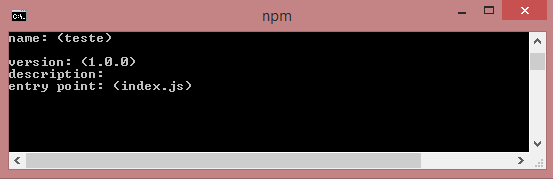 npm
name: (teste)
version: (1.0.0)
description:
entry point: (index.js)